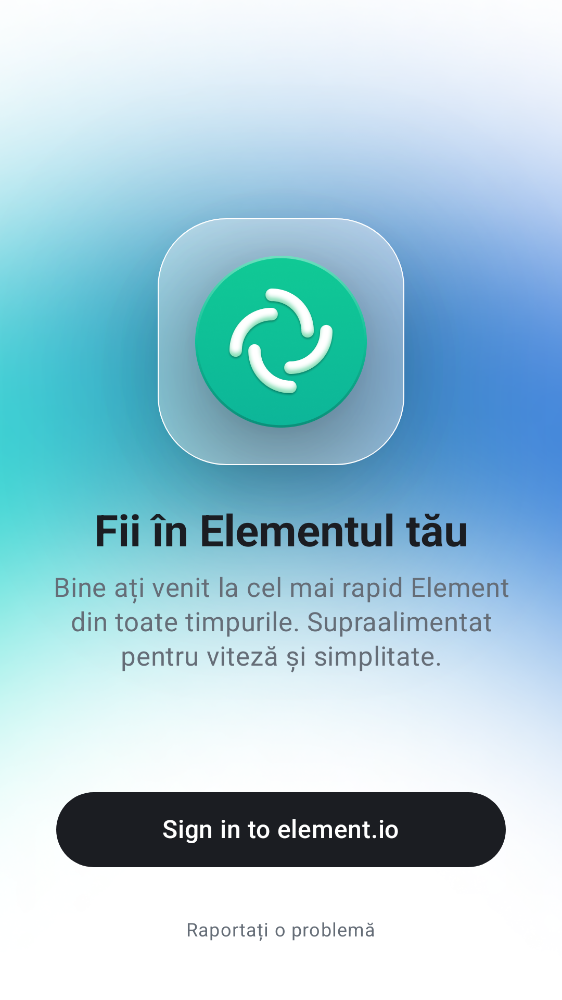 Fii în Elementul tău
Bine ați venit la cel mai rapid Element
din toate timpurile. Supraalimentat
pentru viteză și simplitate.
Sign in to element.io
Raportați o problemă